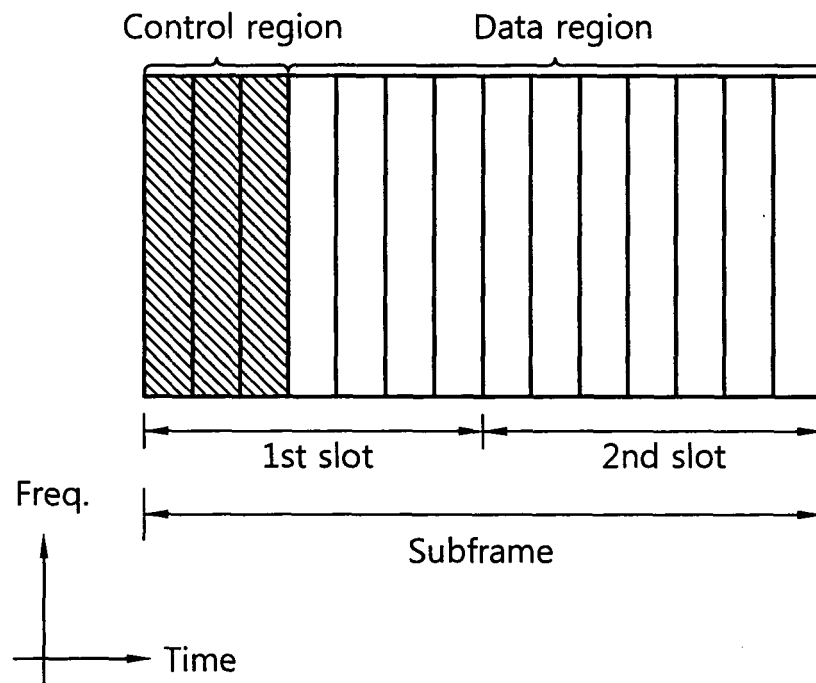 Control region
Data region
1st slot
2nd slot
Freq.
Subframe
Time